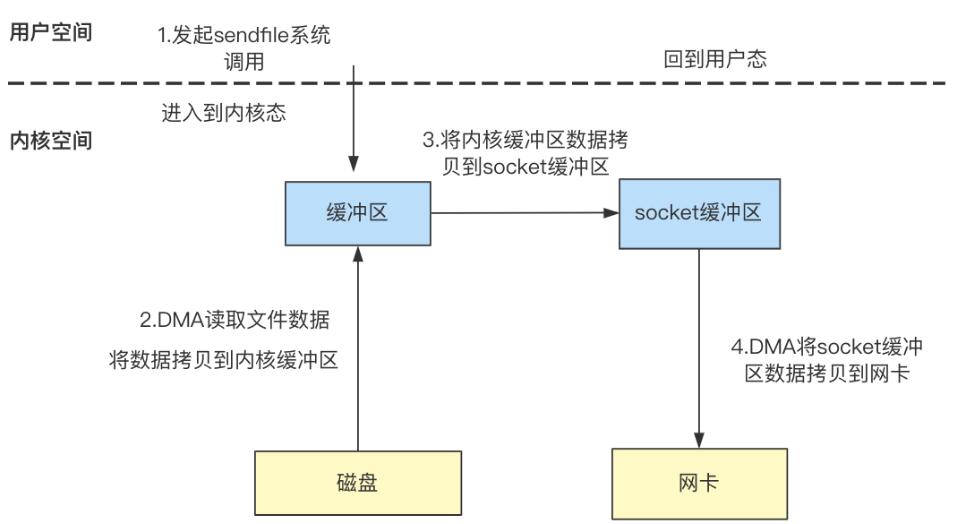 用户空间
1.发起sendfile系统
调用
回到用户态
进入到内核态
内核空间
3.将内核缓冲区数据拷
贝到socket缓冲区
缓冲区
socket缓冲区
2.DMA读取文件数据
将数据拷贝到内核缓冲区
4.DMA将socket缓冲
区数据拷贝到网卡
磁盘
网卡